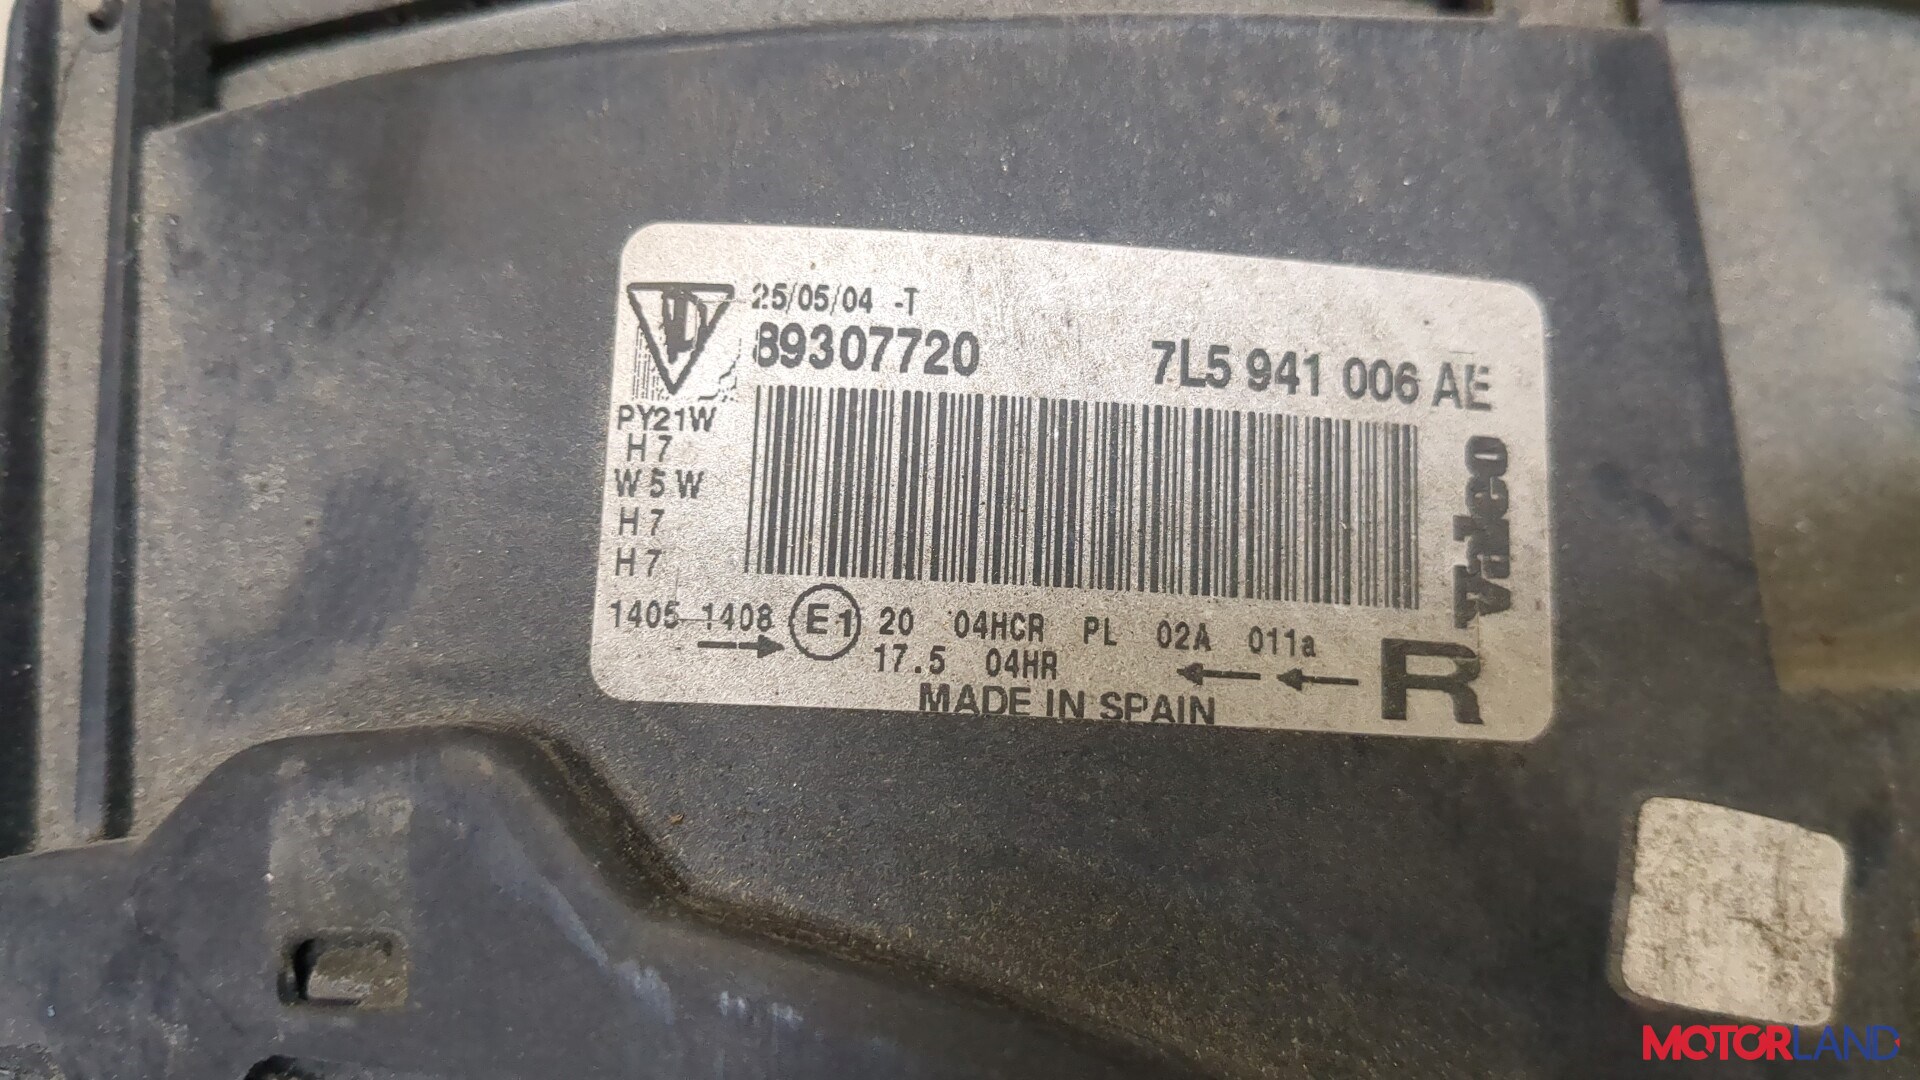 25/05/04 -T
89307720 7L5 941 006 AE
PY21W
H7
W5W
H7
H7
Valeo
1405 1408 E1 20 04HCR PL 02A 011a
17.5 04HR
R
MADE IN SPAIN
MOTORLAND